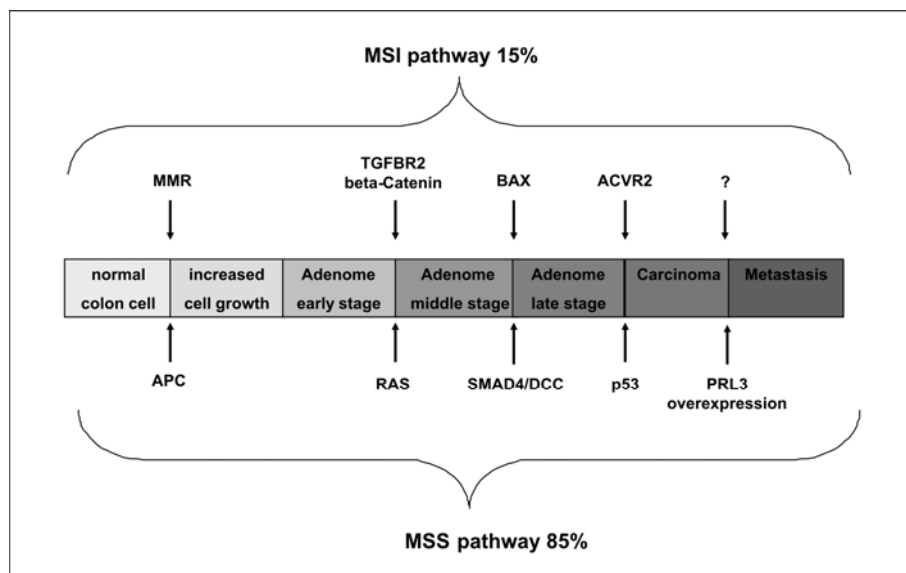 MSI pathway 15%
MMR
TGFBR2
beta-Catenin
BAX
ACVR2
?
normal
colon cell
increased
cell growth
Adenome
early stage
Adenome
middle stage
Adenome
late stage
Carcinoma
Metastasis
APC
RAS
SMAD4/DCC
p53
PRL3
overexpression
MSS pathway 85%